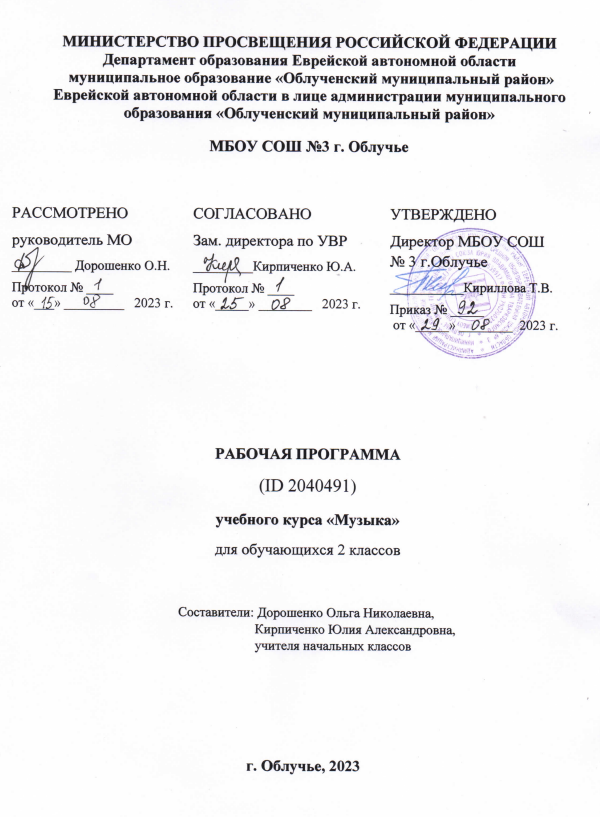 МИНИСТЕРСТВО ПРОСВЕЩЕНИЯ РОССИЙСКОЙ ФЕДЕРАЦИИ
Департамент образования Еврейской автономной области
муниципальное образование «Облученский муниципальный район»
Еврейской автономной области в лице администрации муниципального
образования «Облученский муниципальный район»
МБОУ СОШ №3 г. Облучье
РАССМОТРЕНО
руководитель МО
Дорошенко О.Н.
Протокол № 1
от «15» 08 2023 г.
СОГЛАСОВАНО
Зам. директора по УВР
Кирпиченко Ю.А.
Протокол № 1
от «25» 08 2023 г.
УТВЕРЖДЕНО
Директор МБОУ СОШ
№ 3 г.Облучье
Кириллова Т.В.
Приказ № 92
от «29» 08 2023 г.
РАБОЧАЯ ПРОГРАММА
(ID 2040491)
учебного курса «Музыка»
для обучающихся 2 классов
Составители: Дорошенко Ольга Николаевна,
Кирпиченко Юлия Александровна,
учителя начальных классов
г. Облучье, 2023